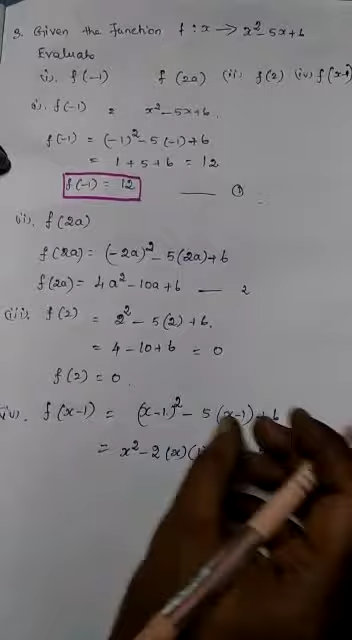 3. Given the function f : x → x² - 5x + 6
Evaluate
i). f(-1) f(2a) (ii) f(2) (iv) f(x-1)
i). f(-1) = x² - 5x + 6.
f(-1) = (-1)² - 5(-1) + 6
= 1 + 5 + 6 = 12
f(-1) = 12 —— ①
(ii). f(2a)
f(2a) = (-2a)² - 5(2a) + 6
f(2a) = 4a² - 10a + 6 —— 2
(iii). f(2) = 2² - 5(2) + 6.
= 4 - 10 + 6 = 0
f(2) = 0.
(iv). f(x-1) = (x-1)² - 5(x-1) + 6
= x² - 2(x)(1